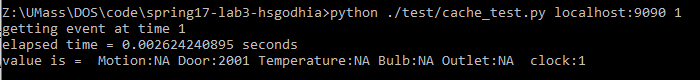 Z:\UMass\DOS\code\spring17-lab3-hsgodhia>python ./test/cache_test.py localhost:9090 1
getting event at time 1
elapsed time = 0.002624240895 seconds
value is =  Motion:NA Door:2001 Temperature:NA Bulb:NA Outlet:NA  clock:1